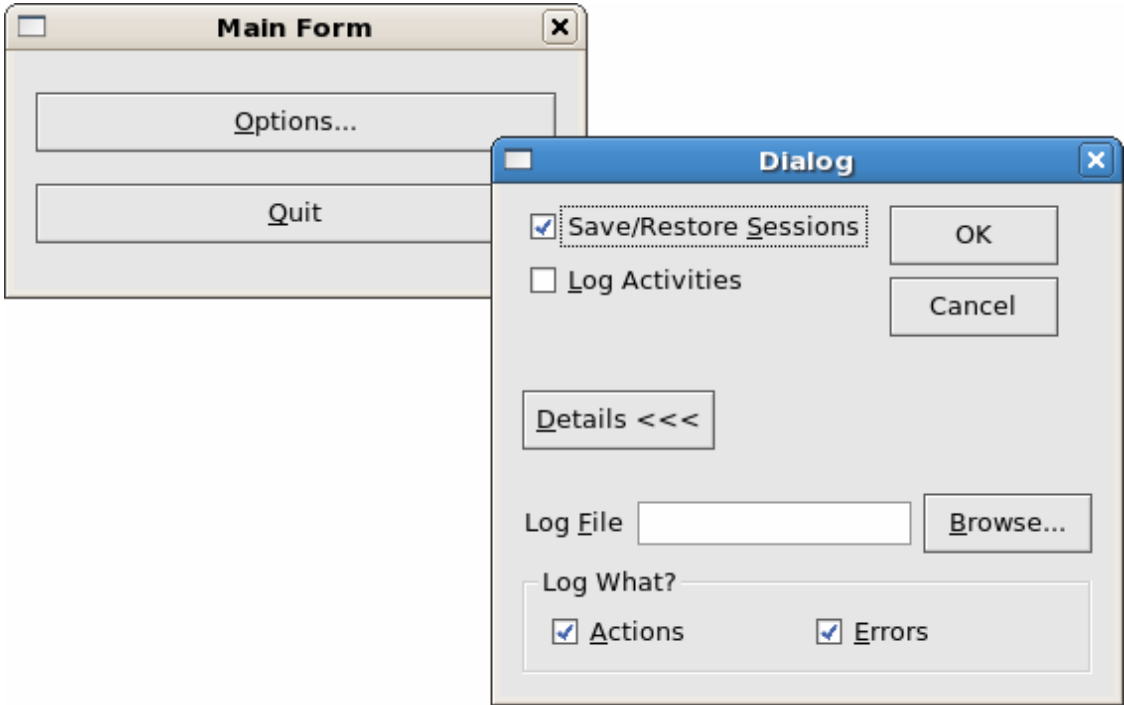 Main Form
Options...
Quit
Dialog
Save/Restore Sessions
OK
Log Activities
Cancel
Details <<<
Log File
Browse...
Log What?
Actions
Errors